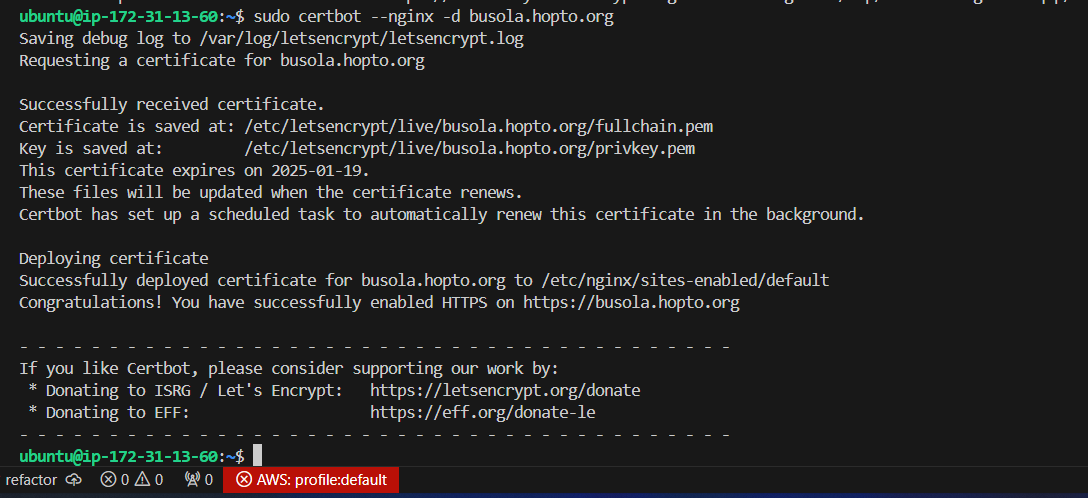 ubuntu@ip-172-31-13-60:~$ sudo certbot --nginx -d busola.hopto.org
Saving debug log to /var/log/letsencrypt/letsencrypt.log
Requesting a certificate for busola.hopto.org
Successfully received certificate.
Certificate is saved at: /etc/letsencrypt/live/busola.hopto.org/fullchain.pem
Key is saved at:         /etc/letsencrypt/live/busola.hopto.org/privkey.pem
This certificate expires on 2025-01-19.
These files will be updated when the certificate renews.
Certbot has set up a scheduled task to automatically renew this certificate in the background.
Deploying certificate
Successfully deployed certificate for busola.hopto.org to /etc/nginx/sites-enabled/default
Congratulations! You have successfully enabled HTTPS on https://busola.hopto.org
- - - - - - - - - - - - - - - - - - - - - - - - - - - - - - - - - - - - - - - -
If you like Certbot, please consider supporting our work by:
 * Donating to ISRG / Let's Encrypt:   https://letsencrypt.org/donate
 * Donating to EFF:                    https://eff.org/donate-le
- - - - - - - - - - - - - - - - - - - - - - - - - - - - - - - - - - - - - - - -
ubuntu@ip-172-31-13-60:~$
refactor 0 0 0 AWS: profile:default